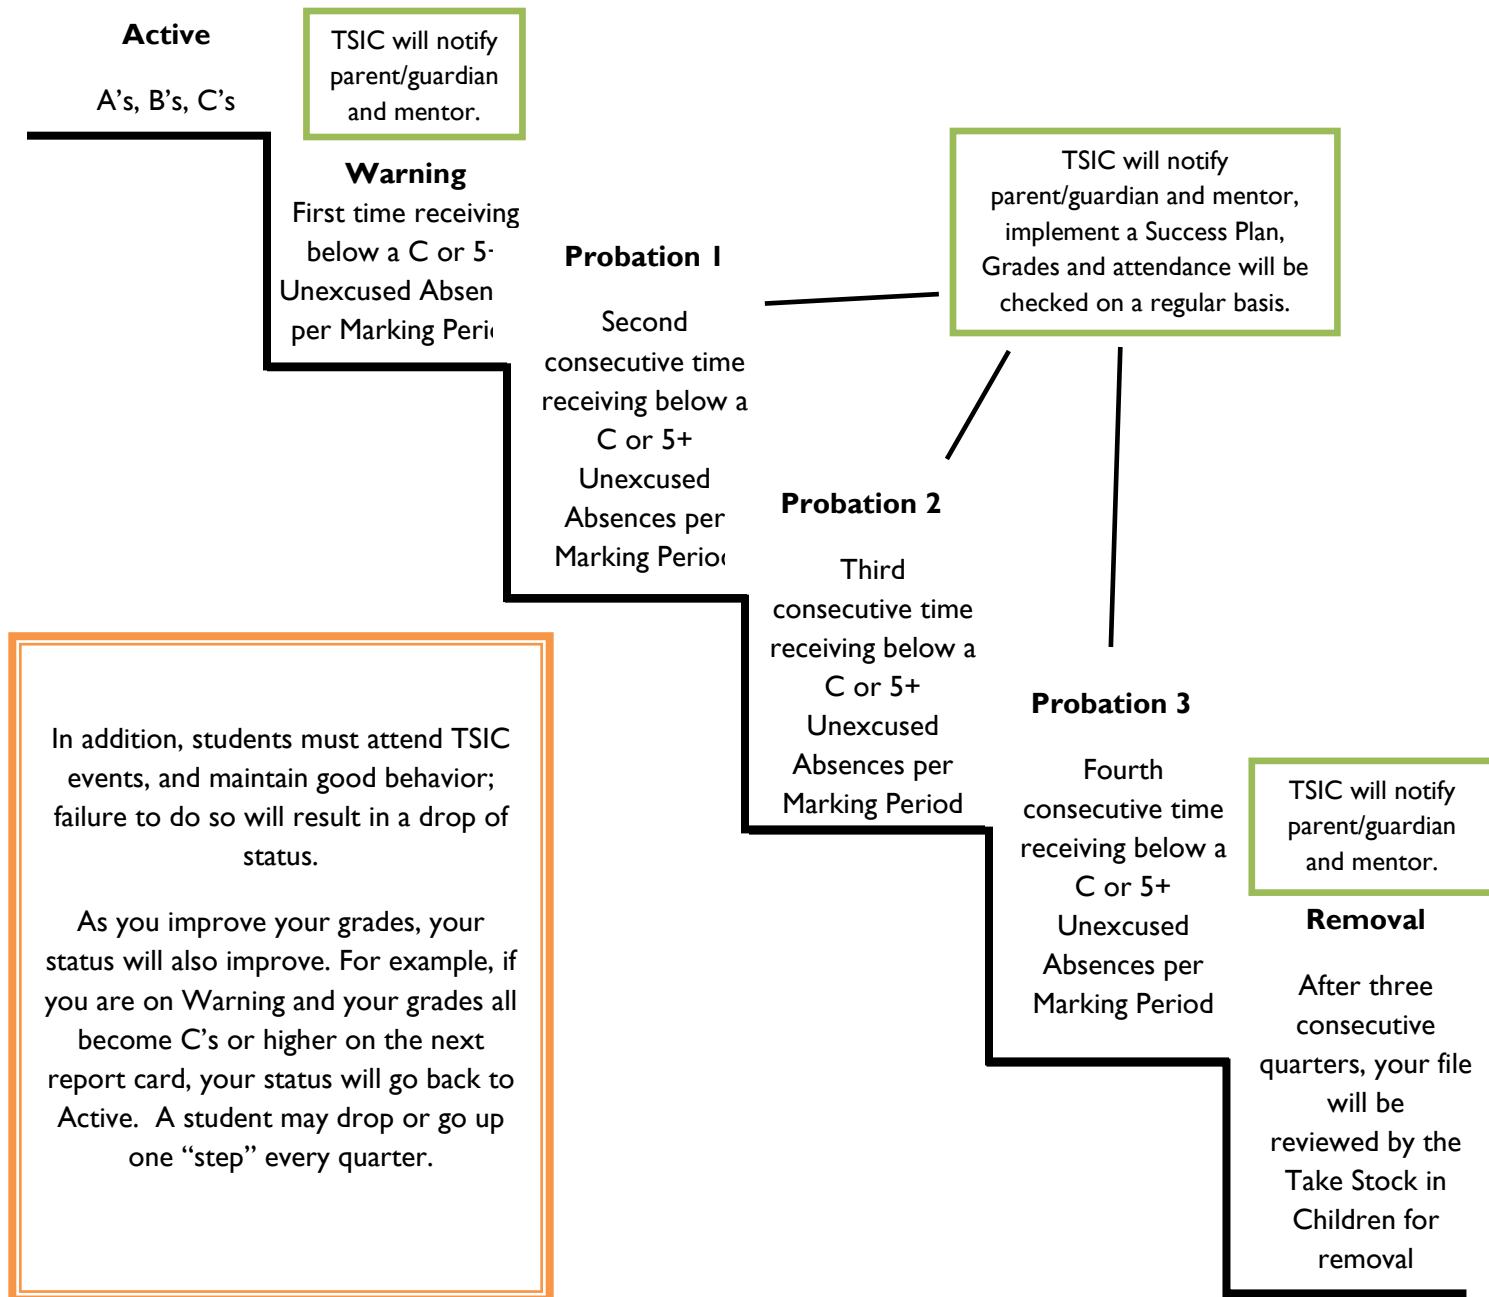 Active
A's, B's, C's
TSIC will notify
parent/guardian
and mentor.
Warning
First time receiving
below a C or 5
Unexcused Absen
per Marking Peri
TSIC will notify
parent/guardian and mentor,
implement a Success Plan,
Grades and attendance will be
checked on a regular basis.
Probation 1
Second
consecutive time
receiving below a
C or 5+
Unexcused
Absences per
Marking Perio
Probation 2
Third
consecutive time
receiving below a
C or 5+
Unexcused
Absences per
Marking Period
Probation 3
Fourth
consecutive time
receiving below a
C or 5+
Unexcused
Absences per
Marking Period
TSIC will notify
parent/guardian
and mentor.
Removal
After three
consecutive
quarters, your file
will be
reviewed by the
Take Stock in
Children for
removal
In addition, students must attend TSIC
events, and maintain good behavior;
failure to do so will result in a drop of
status.
As you improve your grades, your
status will also improve. For example, if
you are on Warning and your grades all
become C's or higher on the next
report card, your status will go back to
Active.  A student may drop or go up
one “step” every quarter.